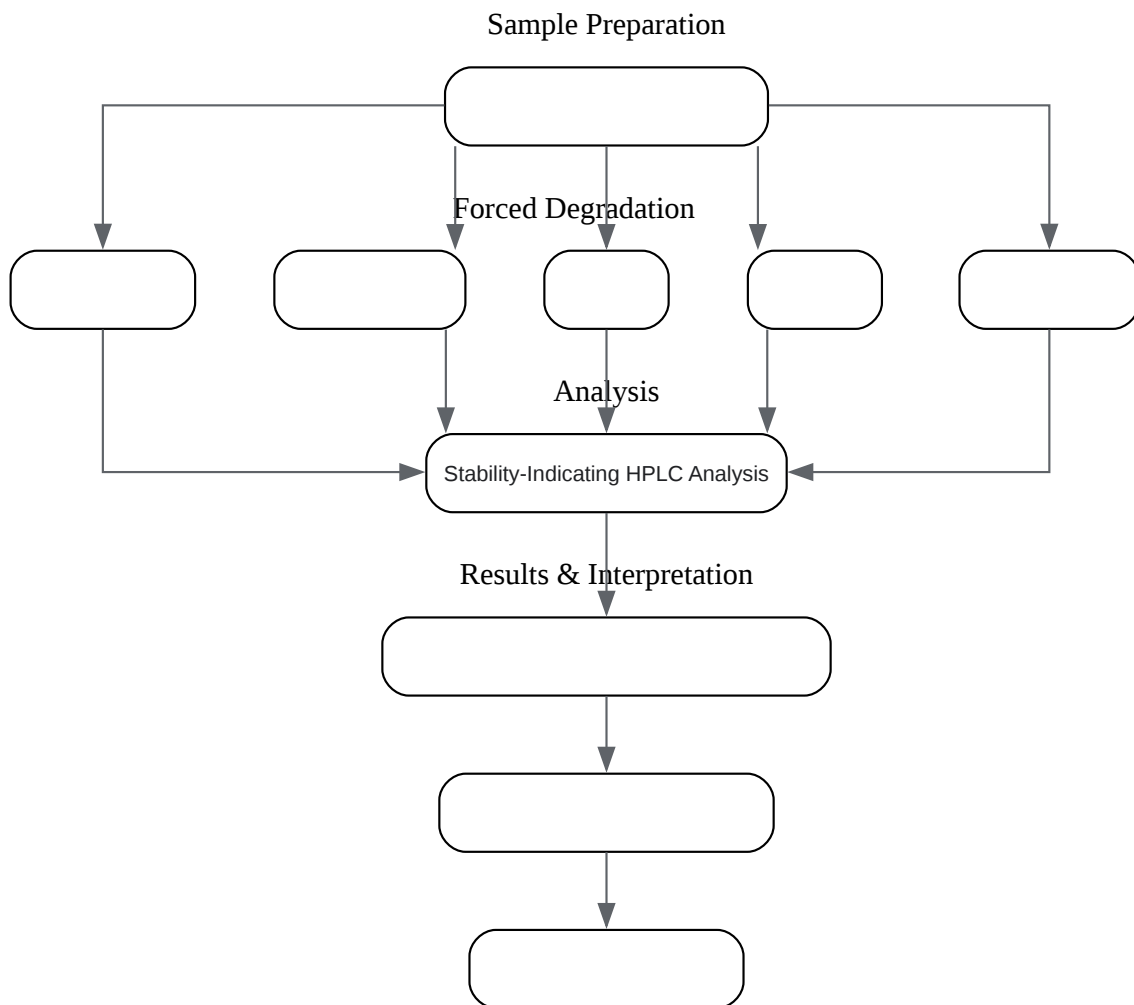 Sample Preparation
Forced Degradation
Analysis
Stability-Indicating HPLC Analysis
Results & Interpretation